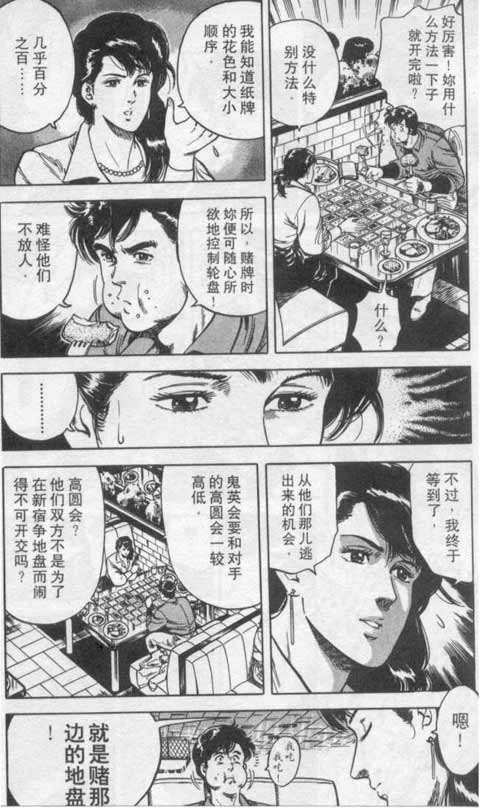 好厉害！妳用什
么方法一下子
就开完啦？
没什么特
别方法．
什么？
我能知道纸牌
的花色和大小
顺序．
几乎百分
之百……
所以，赌牌时
妳便可随心所
欲地控制轮盘！
难怪他们
不放人．
………
不过，我终于
等到了，
从他们那儿逃
出来的机会．
鬼英会要和对手
的高圆会一较
高低．
高圆会？
他们双方不是为了
在新宿争地盘而闹
得不可开交吗？
嗯！
我吃
我吃！
就是赌那
边的地盘！